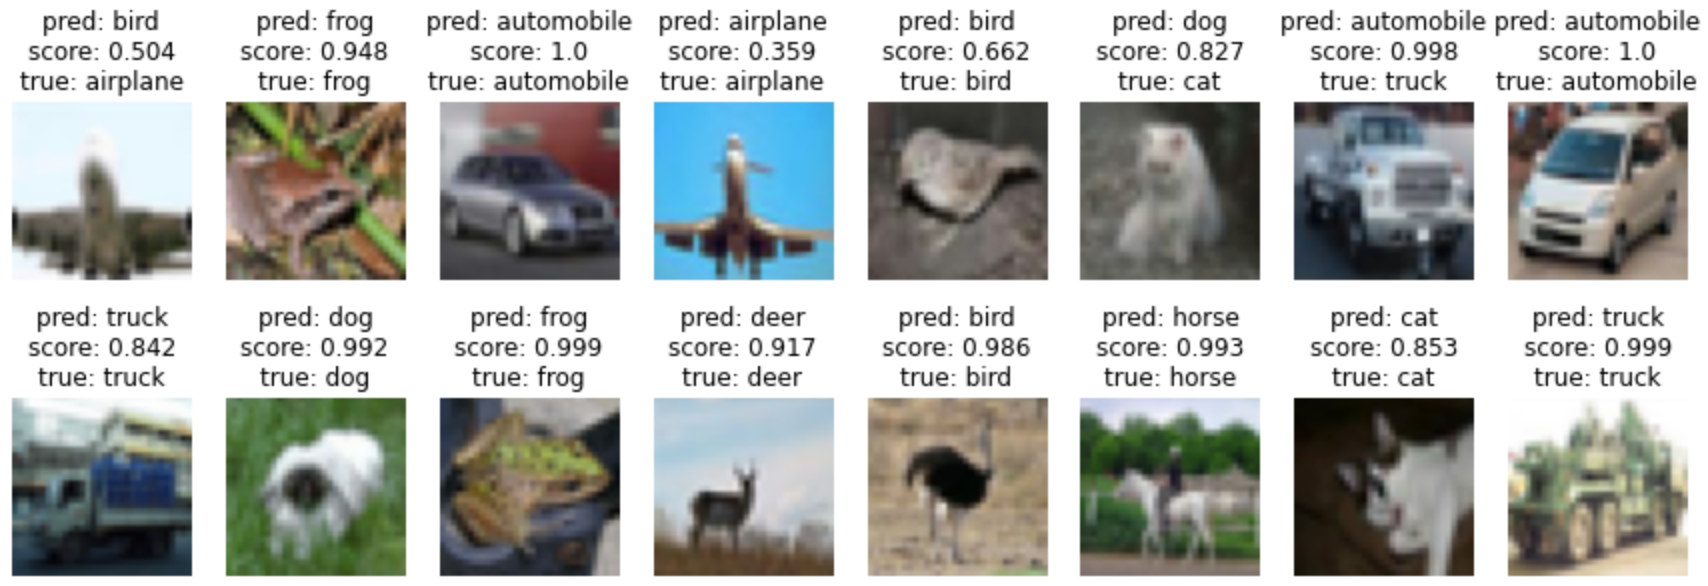 pred: bird
score: 0.504
true: airplane
pred: frog
score: 0.948
true: frog
pred: automobile
score: 1.0
true: automobile
pred: airplane
score: 0.359
true: airplane
pred: bird
score: 0.662
true: bird
pred: dog
score: 0.827
true: cat
pred: automobile
score: 0.998
true: truck
pred: automobile
score: 1.0
true: automobile
pred: truck
score: 0.842
true: truck
pred: dog
score: 0.992
true: dog
pred: frog
score: 0.999
true: frog
pred: deer
score: 0.917
true: deer
pred: bird
score: 0.986
true: bird
pred: horse
score: 0.993
true: horse
pred: cat
score: 0.853
true: cat
pred: truck
score: 0.999
true: truck